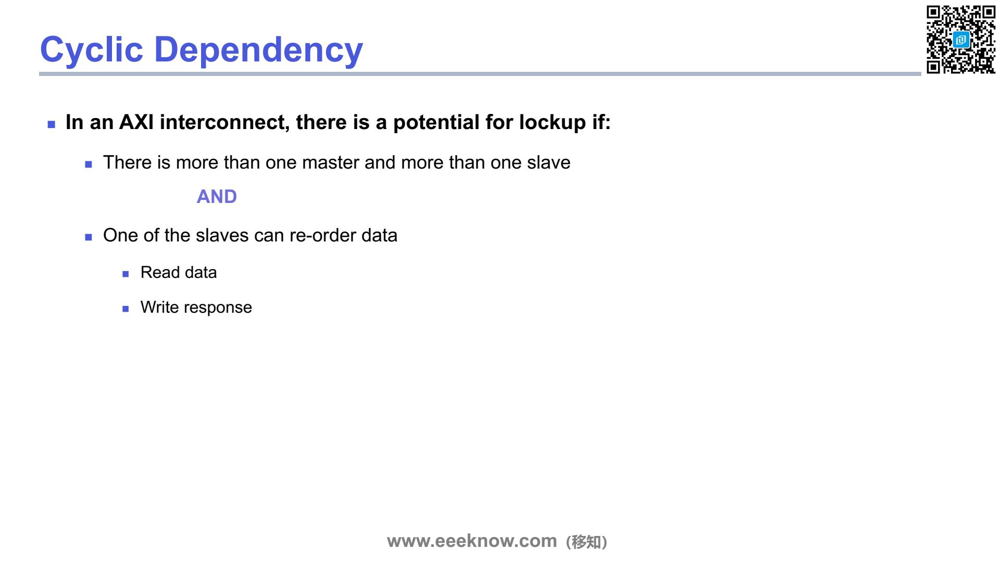 Cyclic Dependency
In an AXI interconnect, there is a potential for lockup if:
There is more than one master and more than one slave
AND
One of the slaves can re-order data
Read data
Write response
www.eeeknow.com (移知)